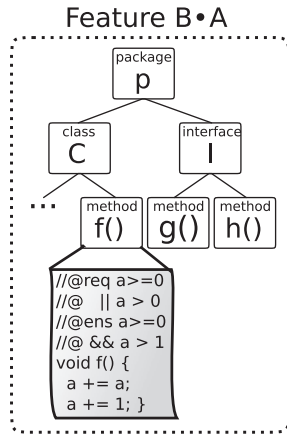 Feature B•A
package
p
class
C
interface
I
...
method
f()
method
g()
method
h()
//@req a>=0
//@   || a > 0
//@ens a>=0
//@ && a > 1
void f() {
  a += a;
  a += 1; }